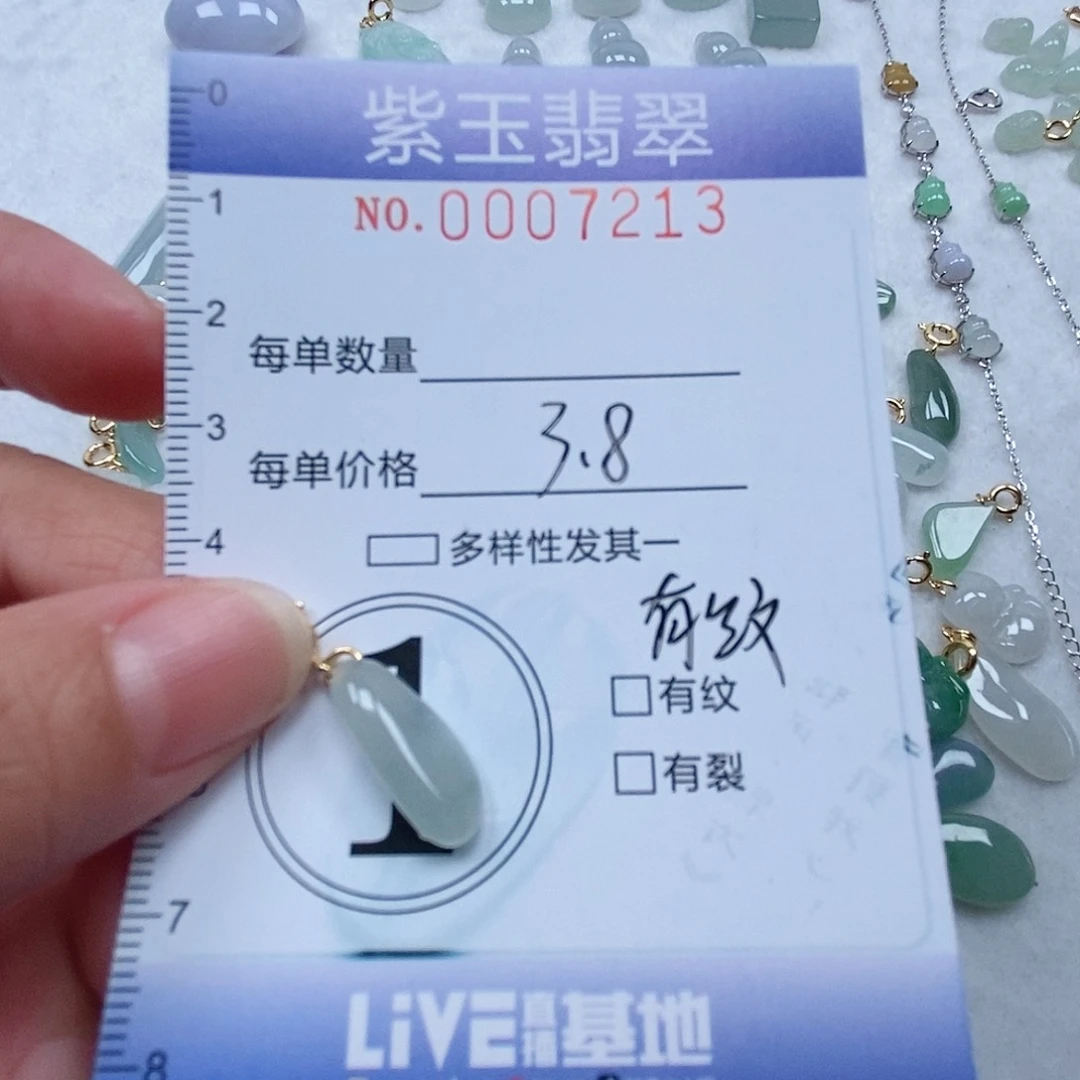 0
紫玉翡翠
1
NO.0007213
2
每单数量
3
每单价格 3.8
4
多样性发其一
有纹
1
有纹
有裂
7
LiVE直播基地
8